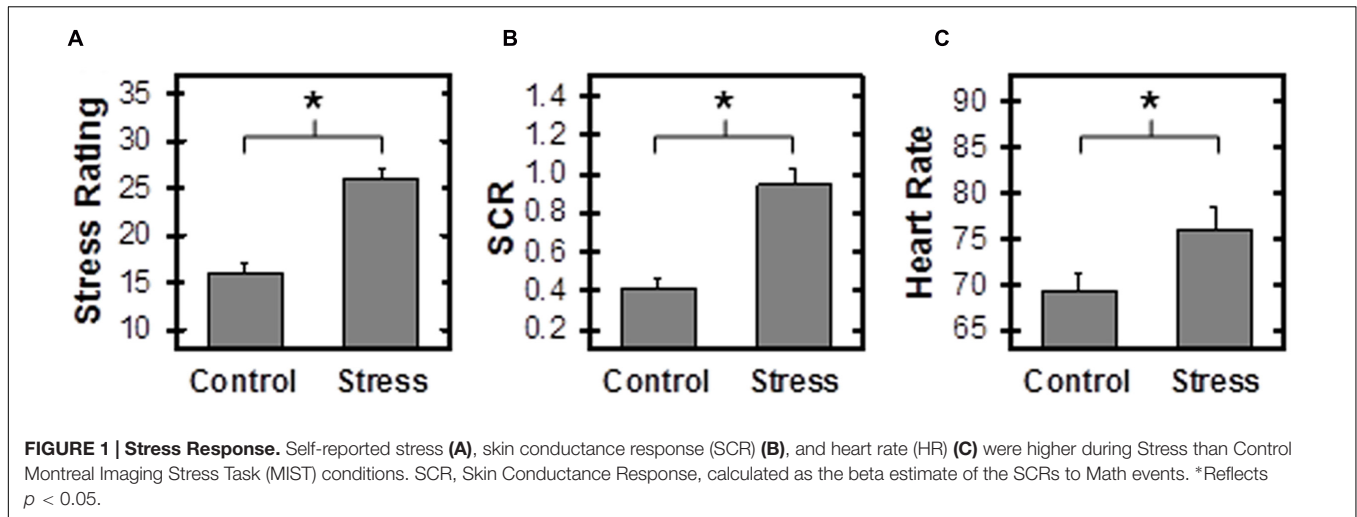 A
B
C
Stress Rating
35
30
25
20
15
10
*
Control Stress
SCR
1.4
1.2
1.0
0.8
0.6
0.4
0.2
*
Control Stress
Heart Rate
90
85
80
75
70
65
*
Control Stress
FIGURE 1 | Stress Response. Self-reported stress (A), skin conductance response (SCR) (B), and heart rate (HR) (C) were higher during Stress than Control
Montreal Imaging Stress Task (MIST) conditions. SCR, Skin Conductance Response, calculated as the beta estimate of the SCRs to Math events. *Reflects
p < 0.05.